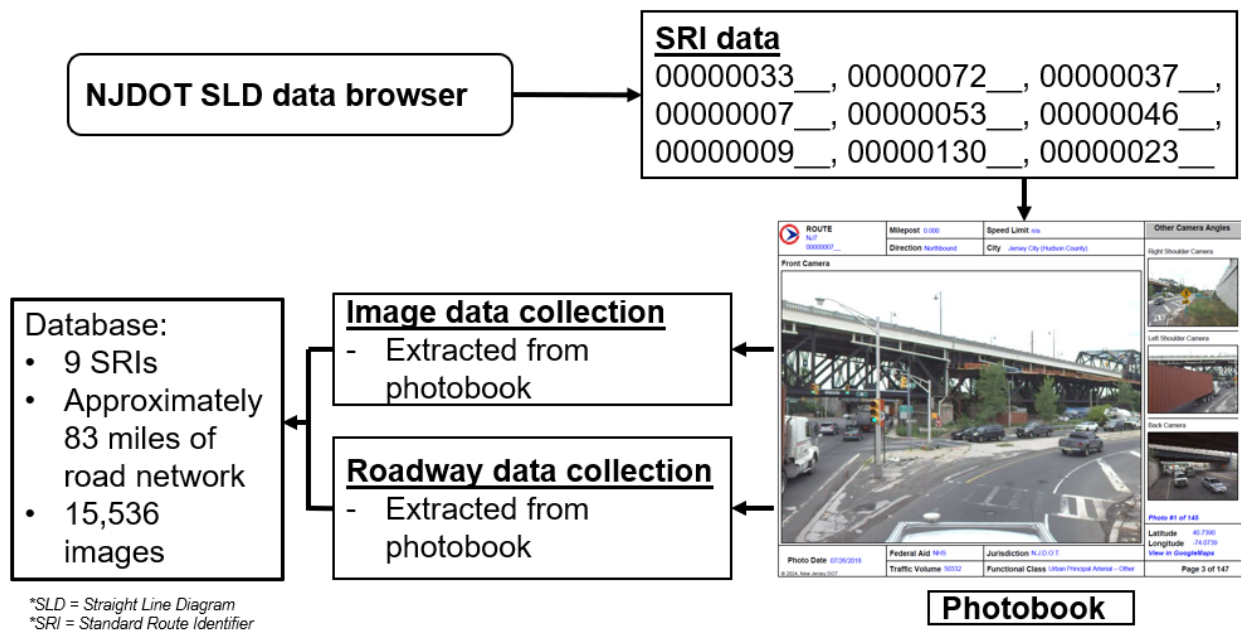 NJDOT SLD data browser
SRI data
00000033__, 00000072__, 00000037__,
00000007__, 00000053__, 00000046__,
00000009__, 00000130__, 00000023__
ROUTE
NJ7
00000007__
Milepost 0.000
Speed Limit n/a
Direction Northbound
City Jersey City (Hudson County)
Other Camera Angles
Front Camera
Right Shoulder Camera
Left Shoulder Camera
Back Camera
Photo #1 of 145
Latitude 40.7390
Longitude -74.0739
View in GoogleMaps
Photo Date 07/26/2018
Federal Aid NHS
Jurisdiction N.J.D.O.T.
Traffic Volume 50332
Functional Class Urban Principal Arterial – Other
Page 3 of 147
© 2024, New Jersey DOT
Photobook
Image data collection
- Extracted from
photobook
Roadway data collection
- Extracted from
photobook
Database:
• 9 SRIs
• Approximately
83 miles of
road network
• 15,536
images
*SLD = Straight Line Diagram
*SRI = Standard Route Identifier